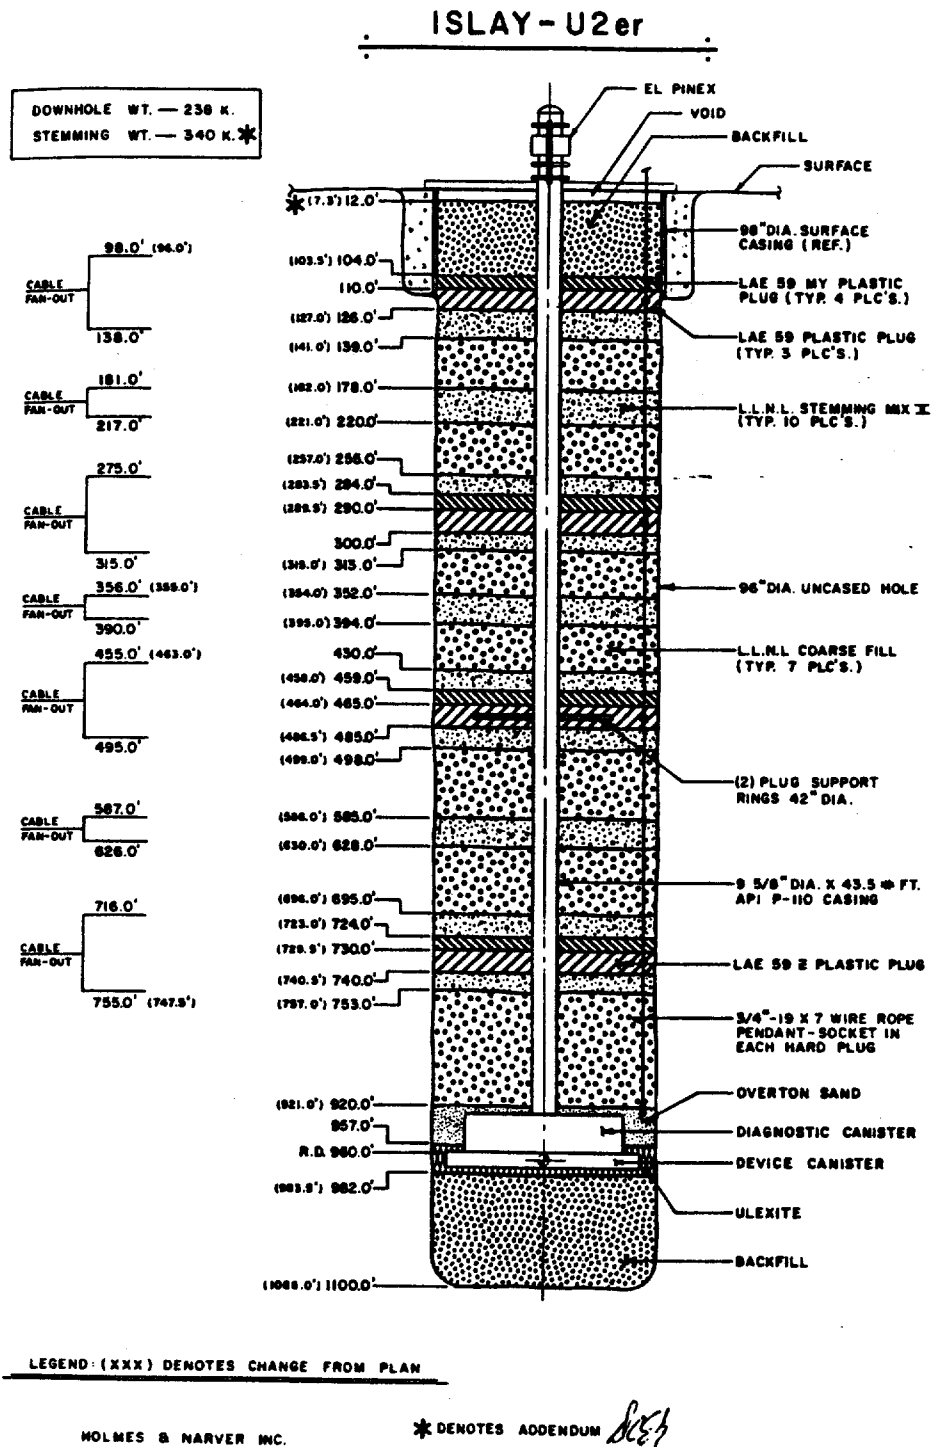 ISLAY-U2er
DOWNHOLE WT. — 238 K.
STEMMING WT. — 340 K. *
EL PINEX
VOID
BACKFILL
SURFACE
98" DIA. SURFACE
CASING (REF.)
LAE 59 MY PLASTIC
PLUG (TYP. 4 PLC'S.)
LAE 59 PLASTIC PLUG
(TYP. 3 PLC'S.)
L.L.N.L. STEMMING MIX
(TYP. 10 PLC'S.)
96" DIA. UNCASED HOLE
L.L.N.L COARSE FILL
(TYP. 7 PLC'S.)
(2) PLUG SUPPORT
RINGS 42" DIA.
9 5/8" DIA. X 43.5 # FT.
API P-110 CASING
LAE 59 2 PLASTIC PLUG
3/4"-19 X 7 WIRE ROPE
PENDANT-SOCKET IN
EACH HARD PLUG
OVERTON SAND
DIAGNOSTIC CANISTER
DEVICE CANISTER
ULEXITE
BACKFILL
* (7.3') 12.0'
(103.5') 104.0'
110.0'
(127.0') 126.0'
(141.0') 139.0'
(182.0') 178.0'
(221.0') 220.0'
(257.0') 256.0'
(283.5') 284.0'
(289.5') 290.0'
300.0'
(315.0') 313.0'
(354.0') 352.0'
(395.0') 394.0'
430.0'
(458.0') 459.0'
(464.0') 465.0'
(486.5') 485.0'
(499.0') 498.0'
(586.0') 585.0'
(630.0') 628.0'
(696.0') 695.0'
(723.0') 724.0'
(729.5') 730.0'
(740.5') 740.0'
(757.0') 753.0'
(921.0') 920.0'
957.0'
R.D. 960.0'
(983.5') 982.0'
1100.0'
98.0' (96.0')
CABLE
FAN-OUT
138.0'
181.0'
CABLE
FAN-OUT
217.0'
275.0'
CABLE
FAN-OUT
315.0'
356.0' (355.0')
CABLE
FAN-OUT
390.0'
455.0' (463.0')
CABLE
FAN-OUT
495.0'
587.0'
CABLE
FAN-OUT
626.0'
716.0'
CABLE
FAN-OUT
755.0' (747.5')
LEGEND: (XXX) DENOTES CHANGE FROM PLAN
HOLMES & NARVER INC.
* DENOTES ADDENDUM